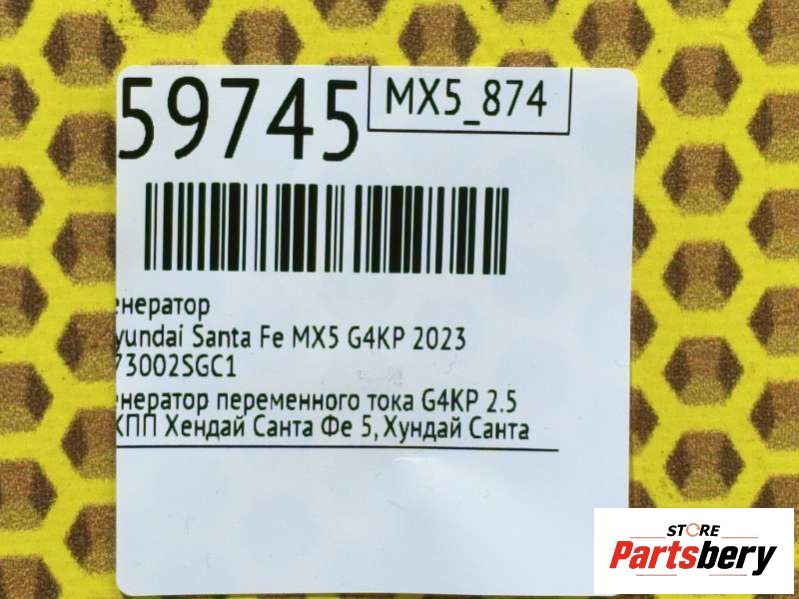 59745
MX5_874
енератор
yundai Santa Fe MX5 G4KP 2023
73002SGC1
енератор переменного тока G4KP 2.5
КПП Хендай Санта Фе 5, Хундай Санта
STORE
Partsbery